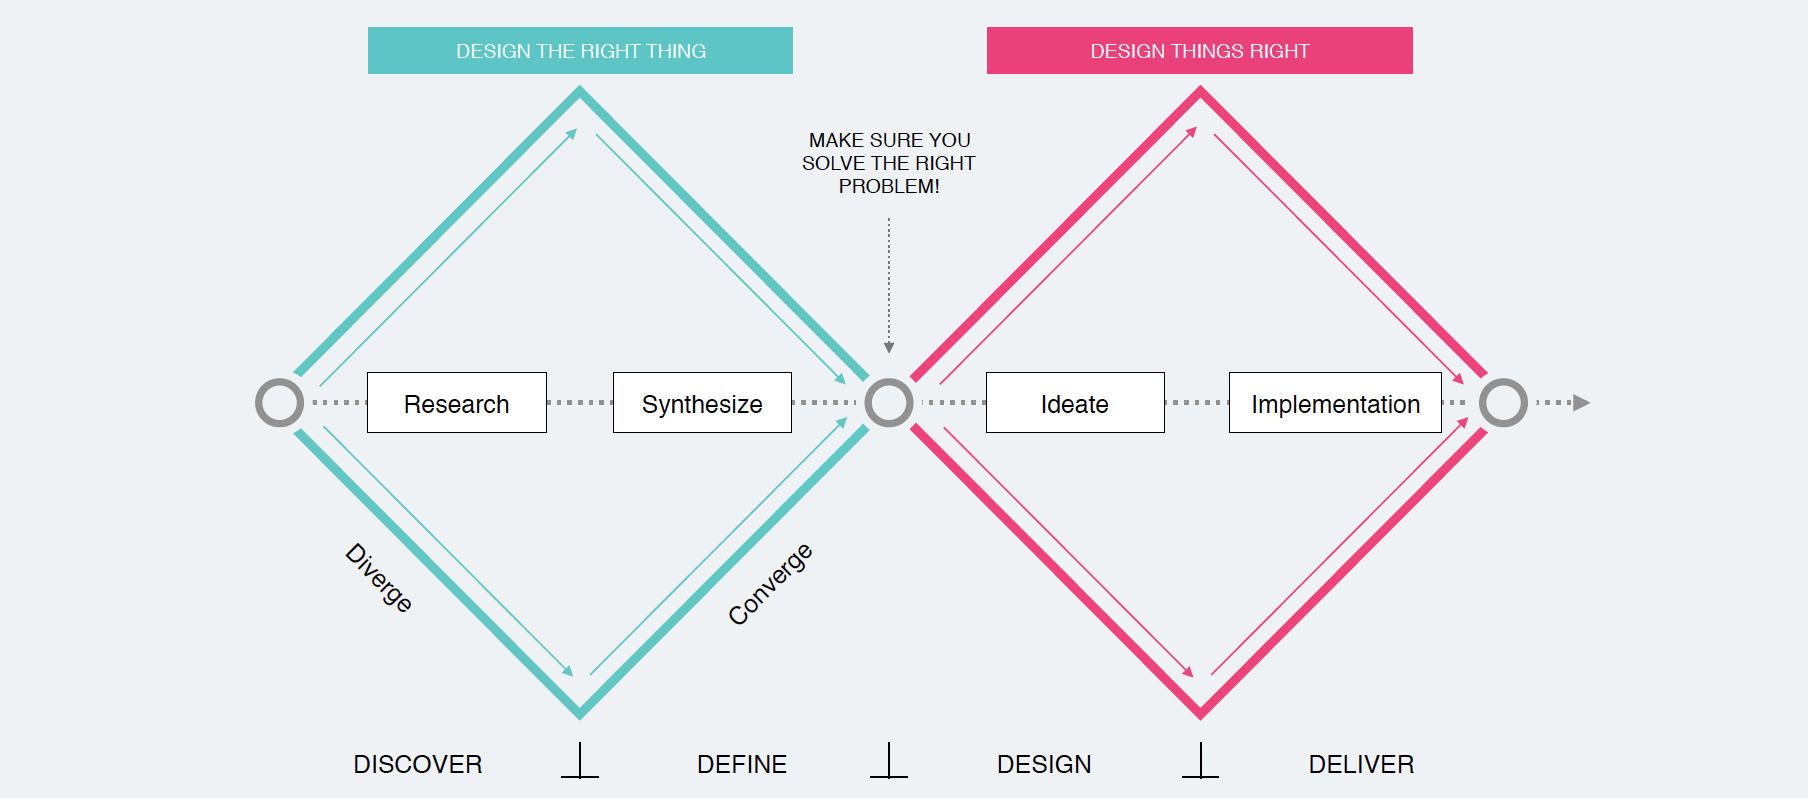 DESIGN THE RIGHT THING
DESIGN THINGS RIGHT
MAKE SURE YOU
SOLVE THE RIGHT
PROBLEM!
Research
Synthesize
Ideate
Implementation
Diverge
Converge
DISCOVER
DEFINE
DESIGN
DELIVER